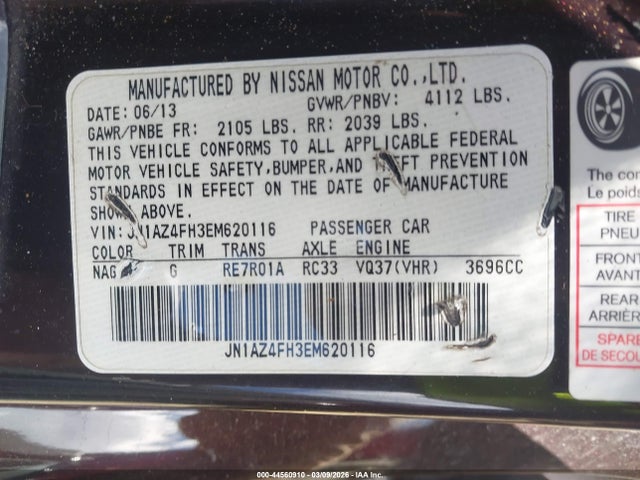 MANUFACTURED BY NISSAN MOTOR CO.,LTD.
DATE: 06/13 GVWR/PNBV: 4112 LBS.
GAWR/PNBE FR: 2105 LBS. RR: 2039 LBS.
THIS VEHICLE CONFORMS TO ALL APPLICABLE FEDERAL
MOTOR VEHICLE SAFETY,BUMPER,AND THEFT PREVENTION
STANDARDS IN EFFECT ON THE DATE OF MANUFACTURE
SHOWN ABOVE.
VIN: JN1AZ4FH3EM620116 PASSENGER CAR
COLOR TRIM TRANS AXLE ENGINE
NAG G RE7R01A RC33 VQ37(VHR) 3696CC
JN1AZ4FH3EM620116
The
Le poids
TIRE
PNEU
FRONT
AVANT
REAR
ARRIÈRE
SPARE
DE SECOU
000-44560910 - 03/09/2026 - IAA Inc.